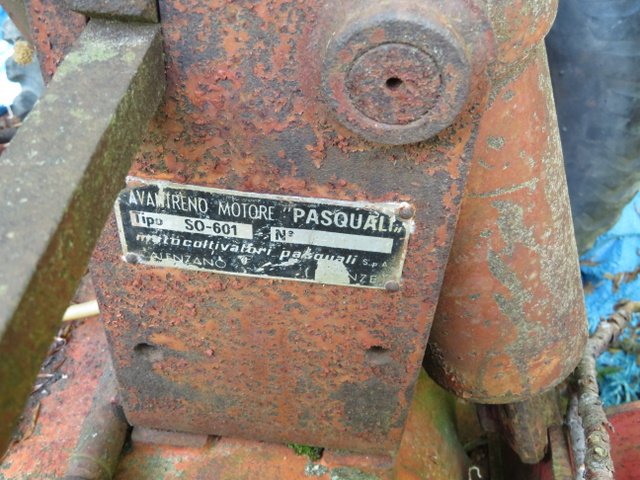 AVANTRENO MOTORE "PASQUALI"
Tipo SO-601 N°
motocoltivatori pasquali S.p.